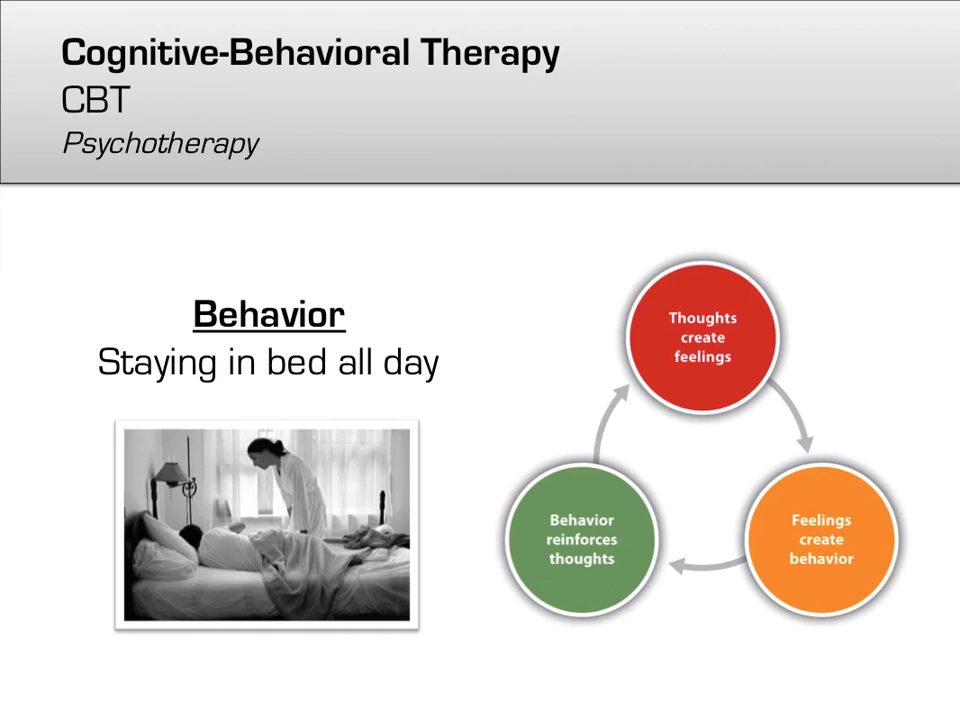 Cognitive-Behavioral Therapy
CBT
Psychotherapy
Behavior
Staying in bed all day
Thoughts
create
feelings
Behavior
reinforces
thoughts
Feelings
create
behavior